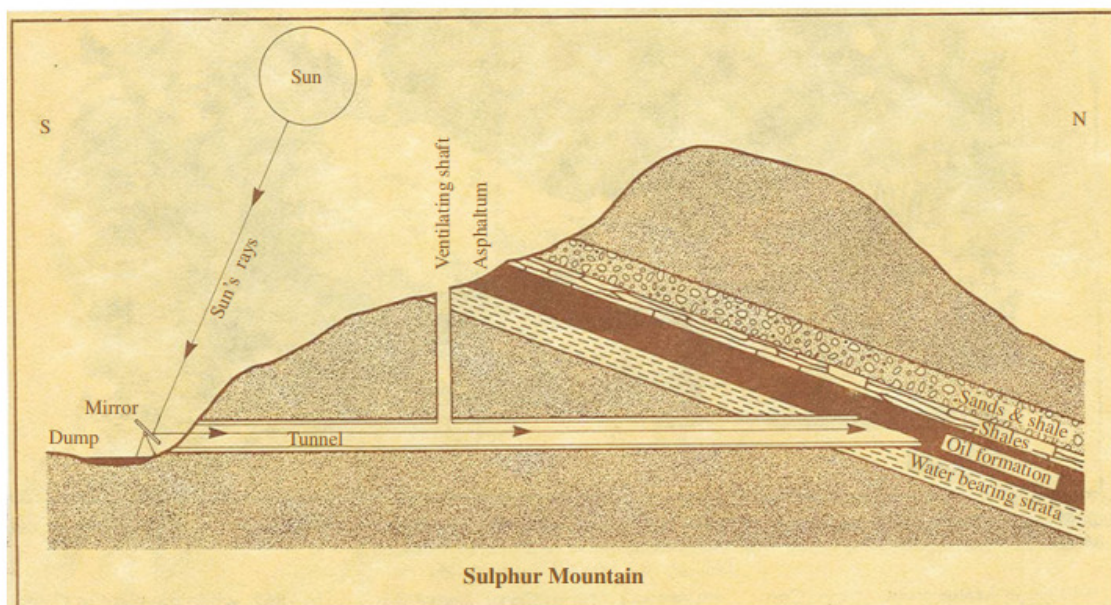 Sun
S
N
Ventilating shaft
Asphaltum
Sun's rays
Mirror
Dump
Tunnel
Sands & shale
Shales
Oil formation
Water bearing strata
Sulphur Mountain